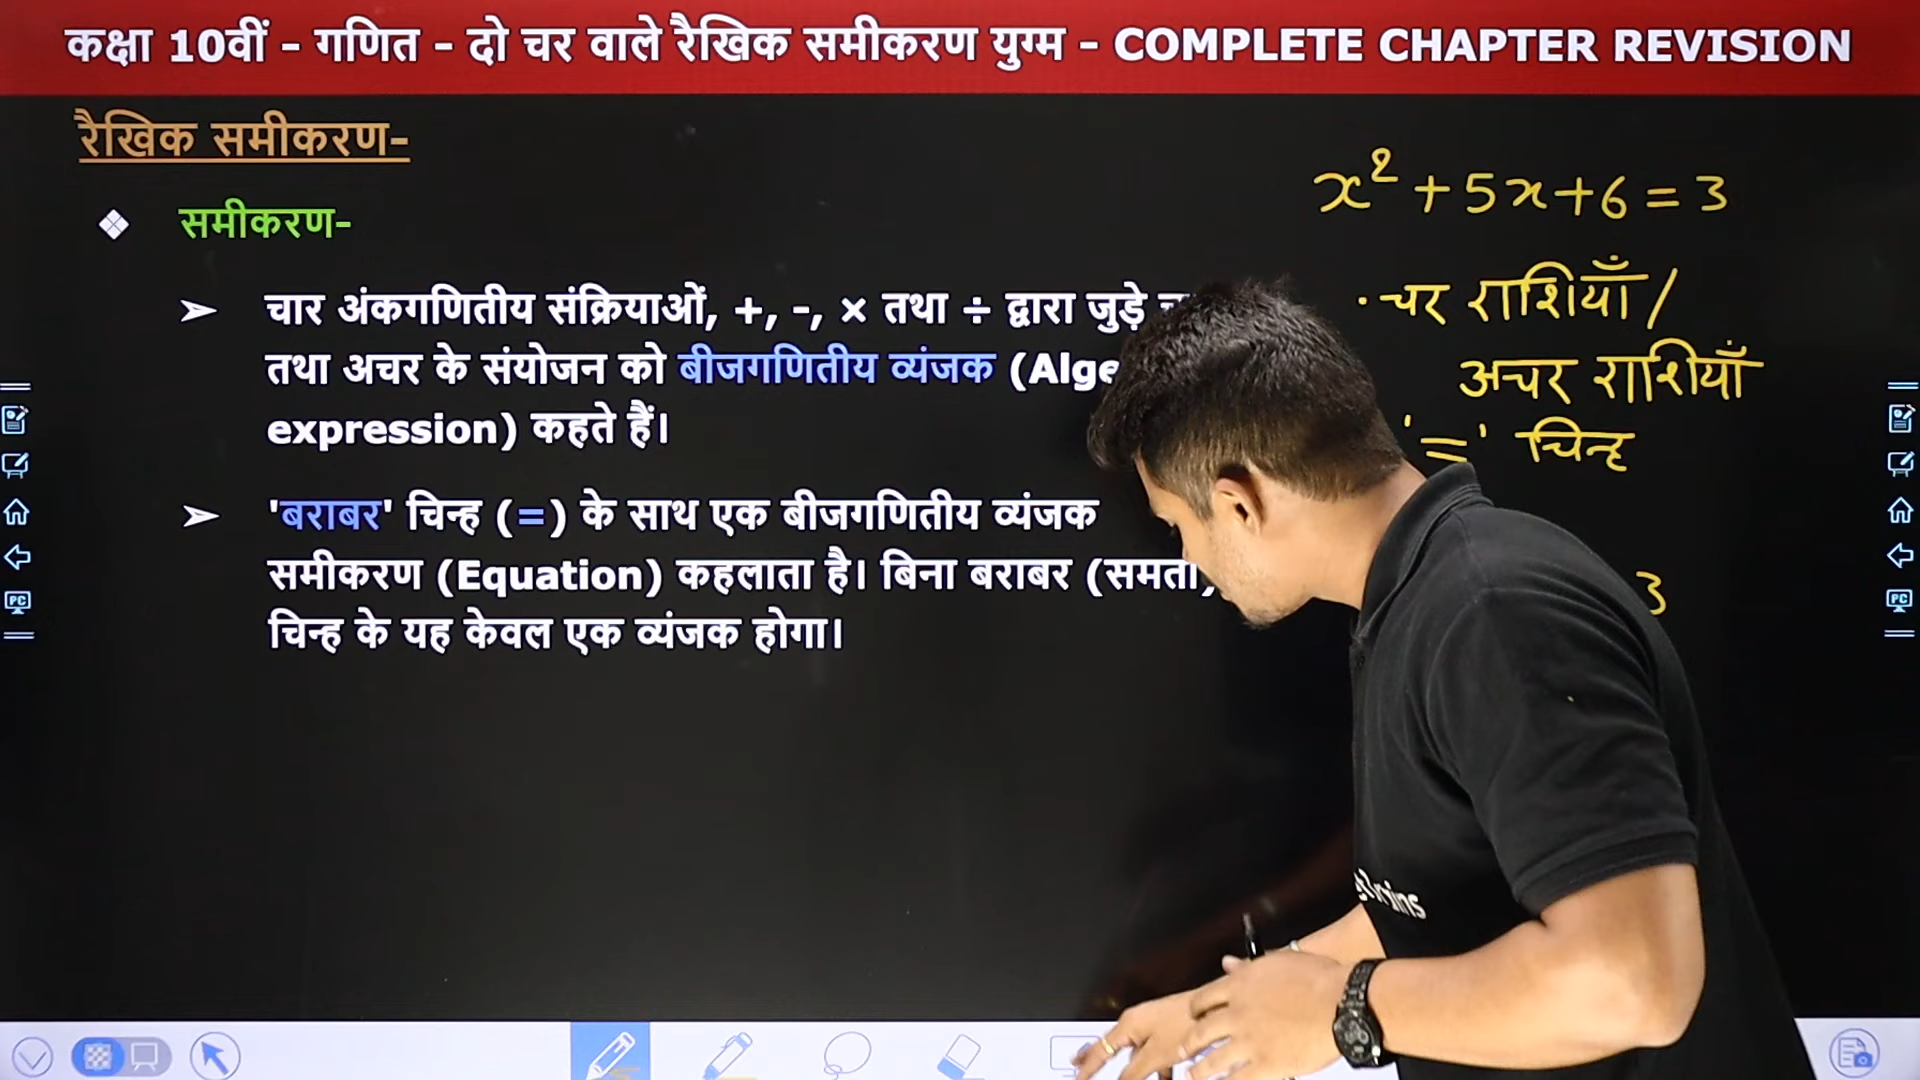 कक्षा 10वीं - गणित - दो चर वाले रैखिक समीकरण युग्म - COMPLETE CHAPTER REVISION
रैखिक समीकरण-
समीकरण-
चार अंकगणितीय संक्रियाओं, +, -, × तथा ÷ द्वारा जुड़े
तथा अचर के संयोजन को बीजगणितीय व्यंजक (Alge
expression) कहते हैं।
'बराबर' चिन्ह (=) के साथ एक बीजगणितीय व्यंजक
समीकरण (Equation) कहलाता है। बिना बराबर (समता)
चिन्ह के यह केवल एक व्यंजक होगा।
x² + 5x + 6 = 3
· चर राशियाँ /
अचर राशियाँ
'=' चिन्ह
3
PC
PC